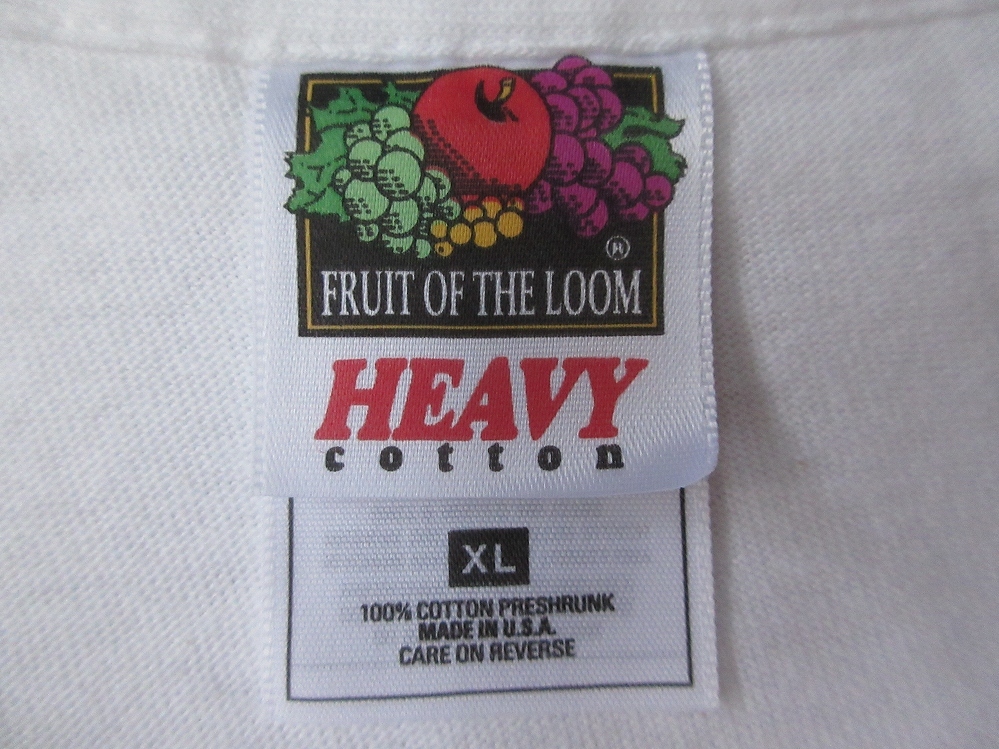 ®
FRUIT OF THE LOOM
HEAVY
cotton
XL
100% COTTON PRESHRUNK
MADE IN U.S.A.
CARE ON REVERSE